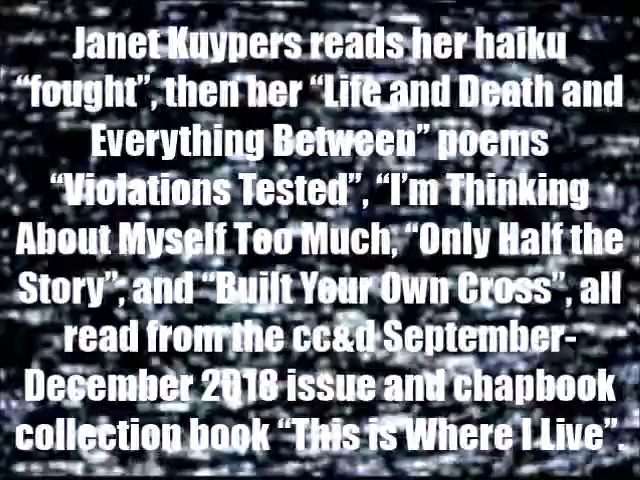 Janet Kuypers reads her haiku
“fought”, then her “Life and Death and
Everything Between” poems
“Violations Tested”, “I’m Thinking
About Myself Too Much, “Only Half the
Story”, and “Built Your Own Cross”, all
read from the cc&d September-
December 2018 issue and chapbook
collection book “This is Where I Live”.